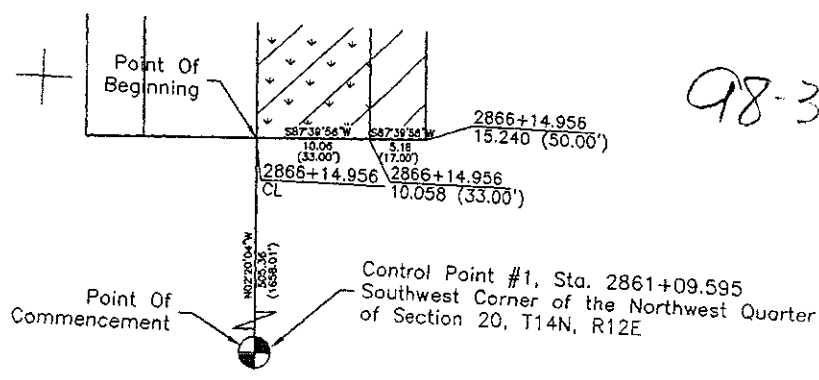 Point Of
Beginning
98-3
S87°39'56"W
10.06
(33.00')
S87°39'56"W
5.18
(17.00')
2866+14.956
15.240 (50.00')
2866+14.956
CL
2866+14.956
10.058 (33.00')
N02°20'04"W
505.36
(1658.01')
Point Of
Commencement
Control Point #1, Sta. 2861+09.595
Southwest Corner of the Northwest Quarter
of Section 20, T14N, R12E